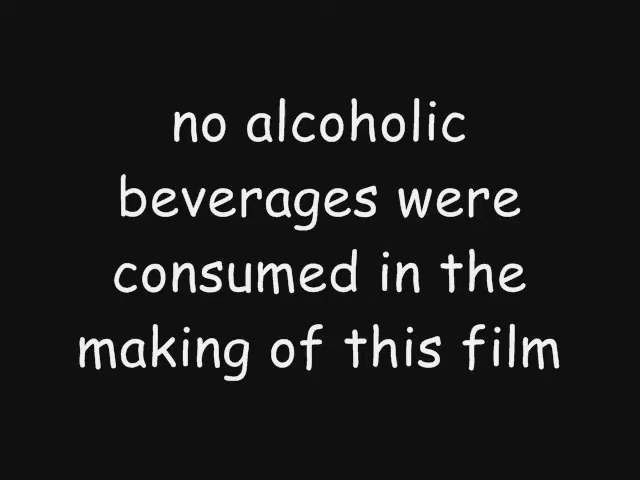 no alcoholic
beverages were
consumed in the
making of this film